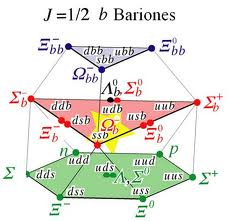 J =1/2 b Bariones
Ξbb⁻ dbb ubb Ξbb⁰
sbb
Ωbb⁻
Σb⁻ Λb⁰ Σb⁰ Σb⁺
ddb udb uub
Ξb⁻ dsb Ωb⁻ usb Ξb⁰
ssb
n p
udd uud
Σ⁻ dds uds Λ,Σ⁰ uus Σ⁺
dss uss
Ξ⁻ Ξ⁰